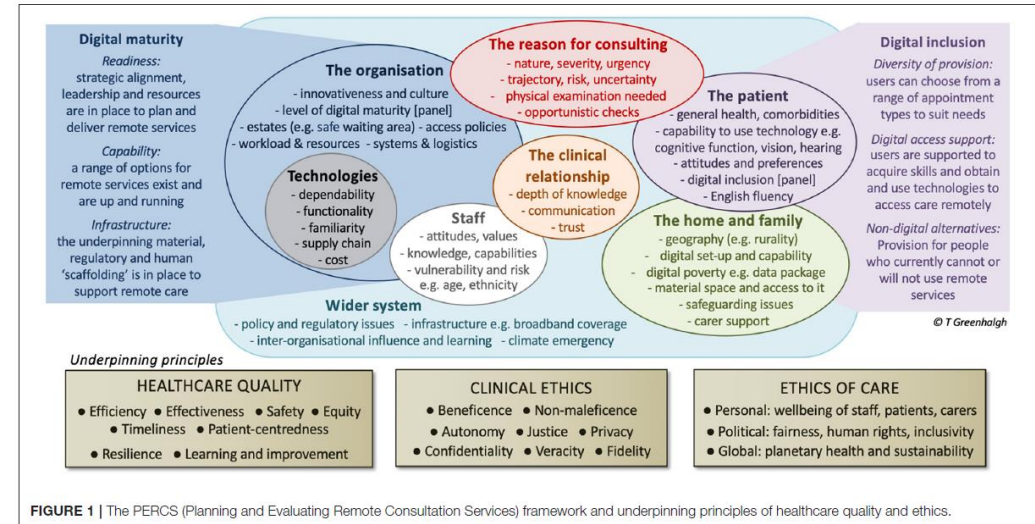 Digital maturity
Readiness:
strategic alignment,
leadership and resources
are in place to plan and
deliver remote services
Capability:
a range of options for
remote services exist and
are up and running
Infrastructure:
the underpinning material,
regulatory and human
‘scaffolding’ is in place to
support remote care
The organisation
- innovativeness and culture
- level of digital maturity [panel]
- estates (e.g. safe waiting area) - access policies
- workload & resources - systems & logistics
Technologies
- dependability
- functionality
- familiarity
- supply chain
- cost
Staff
- attitudes, values
- knowledge, capabilities
- vulnerability and risk
e.g. age, ethnicity
The reason for consulting
- nature, severity, urgency
- trajectory, risk, uncertainty
- physical examination needed
- opportunistic checks
The clinical
relationship
- depth of knowledge
- communication
- trust
The patient
- general health, comorbidities
- capability to use technology e.g.
cognitive function, vision, hearing
- attitudes and preferences
- digital inclusion [panel]
- English fluency
The home and family
- geography (e.g. rurality)
- digital set-up and capability
- digital poverty e.g. data package
- material space and access to it
- safeguarding issues
- carer support
Wider system
- policy and regulatory issues - infrastructure e.g. broadband coverage
- inter-organisational influence and learning - climate emergency
Digital inclusion
Diversity of provision:
users can choose from a
range of appointment
types to suit needs
Digital access support:
users are supported to
acquire skills and obtain
and use technologies to
access care remotely
Non-digital alternatives:
Provision for people
who currently cannot or
will not use remote
services
© T Greenhalgh
Underpinning principles
HEALTHCARE QUALITY
● Efficiency ● Effectiveness ● Safety ● Equity
● Timeliness ● Patient-centredness
● Resilience ● Learning and improvement
CLINICAL ETHICS
● Beneficence ● Non-maleficence
● Autonomy ● Justice ● Privacy
● Confidentiality ● Veracity ● Fidelity
ETHICS OF CARE
● Personal: wellbeing of staff, patients, carers
● Political: fairness, human rights, inclusivity
● Global: planetary health and sustainability
FIGURE 1 | The PERCS (Planning and Evaluating Remote Consultation Services) framework and underpinning principles of healthcare quality and ethics.